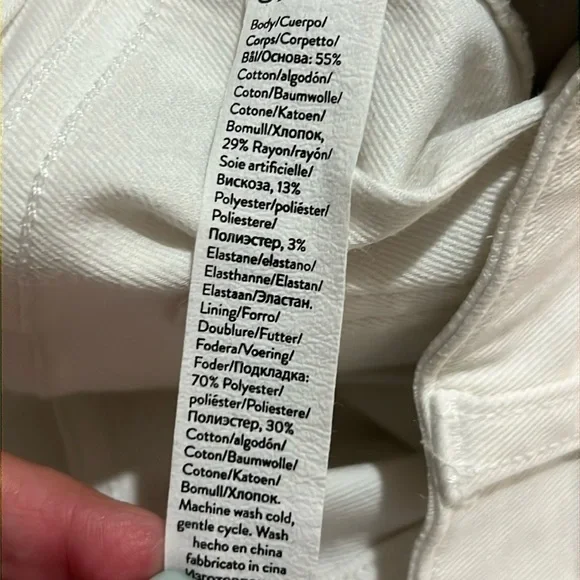 Body/Cuerpo/
Corps/Corpetto/
Bål/Основа: 55%
Cotton/algodón/
Coton/Baumwolle/
Cotone/Katoen/
Bomull/Хлопок,
29% Rayon/rayón/
Soie artificielle/
Вискоза, 13%
Polyester/poliéster/
Poliestere/
Полиэстер, 3%
Elastane/elastano/
Elasthanne/Elastan/
Elastaan/Эластан.
Lining/Forro/
Doublure/Futter/
Fodera/Voering/
Foder/Подкладка:
70% Polyester/
poliéster/Poliestere/
Полиэстер, 30%
Cotton/algodón/
Coton/Baumwolle/
Cotone/Katoen/
Bomull/Хлопок.
Machine wash cold,
gentle cycle. Wash
hecho en china
fabbricato in cina